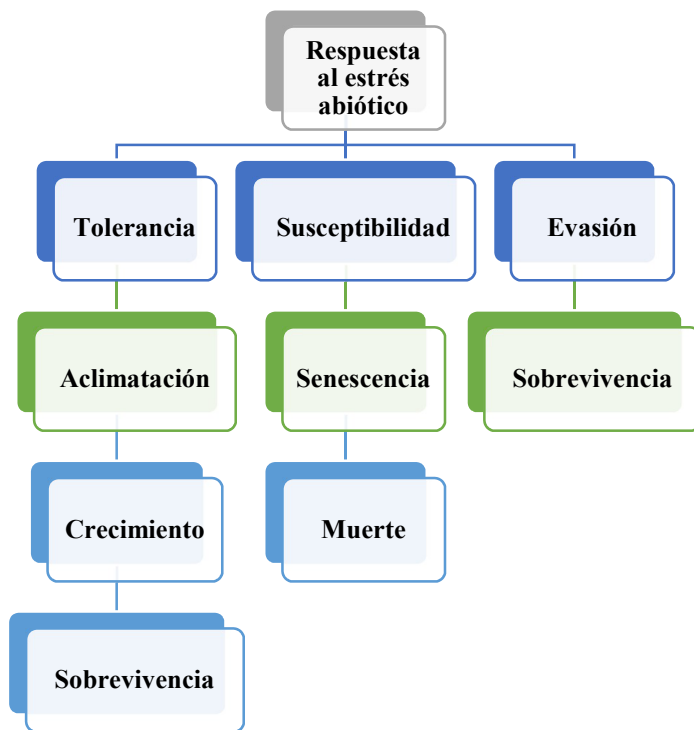 Respuesta
al estrés
abiótico
Tolerancia
Susceptibilidad
Evasión
Aclimatación
Senescencia
Sobrevivencia
Crecimiento
Muerte
Sobrevivencia